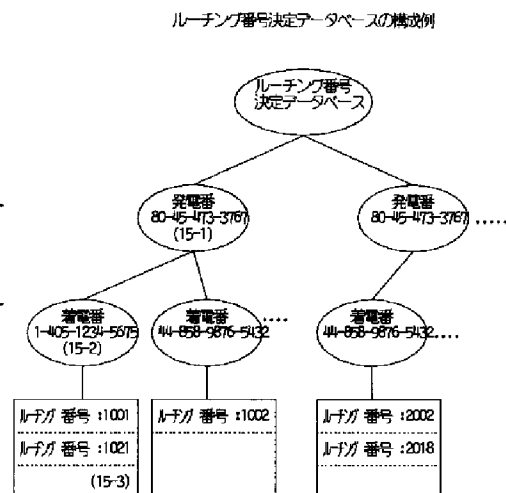 ルーチング番号決定データベースの構成例
ルーチング番号
決定データベース
発電番
80-45-473-3767
(15-1)
発電番
80-45-473-3767
.....
着電番
1-405-1234-5675
(15-2)
着電番
44-858-9876-5432
....
着電番
44-858-9876-5432
....
ルーチング 番号 :1001
ルーチング 番号 :1021
(15-3)
ルーチング 番号 :1002
ルーチング 番号 :2002
ルーチング 番号 :2018